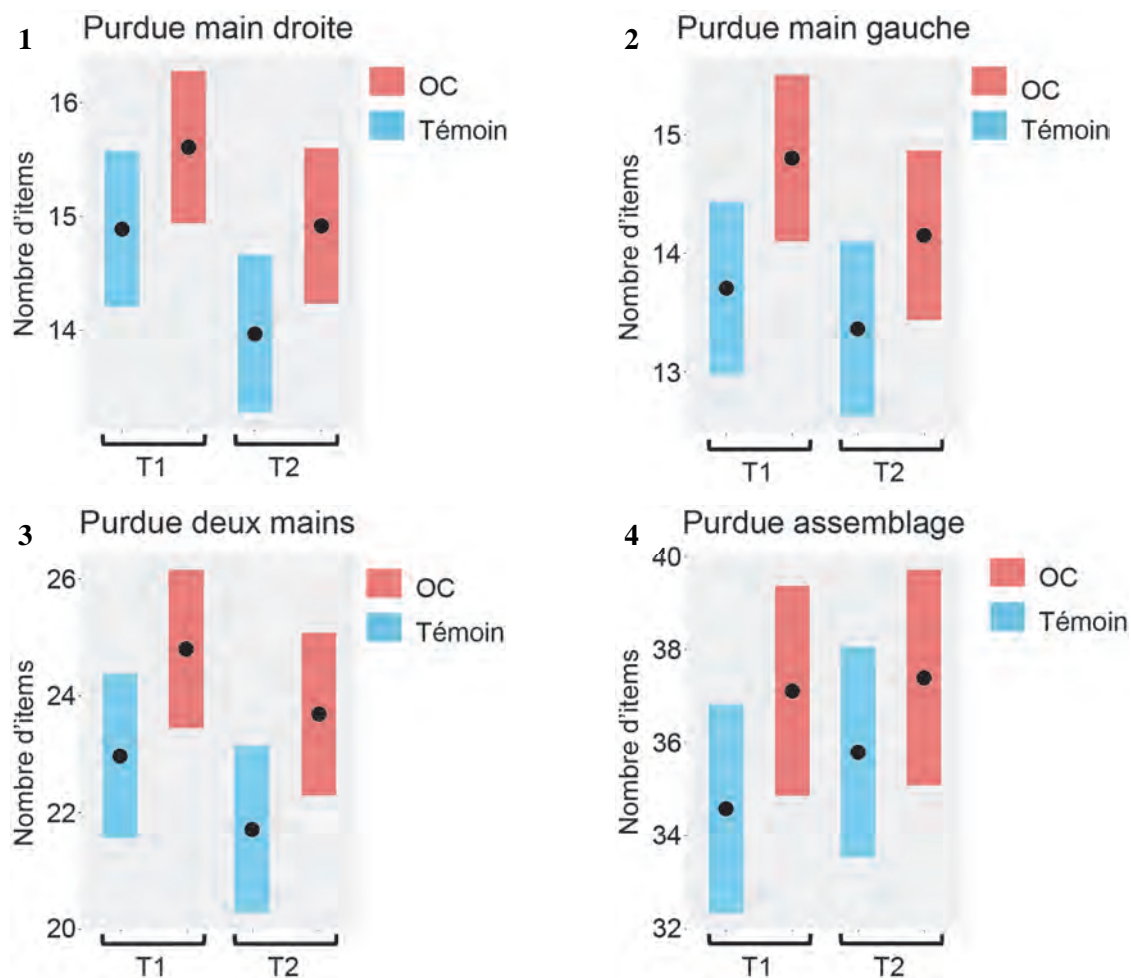 1
Purdue main droite
16
15
14
Nombre d'items
OC
Témoin
T1
T2
2
Purdue main gauche
15
14
13
Nombre d'items
OC
Témoin
T1
T2
3
Purdue deux mains
26
24
22
20
Nombre d'items
OC
Témoin
T1
T2
4
Purdue assemblage
40
38
36
34
32
Nombre d'items
OC
Témoin
T1
T2